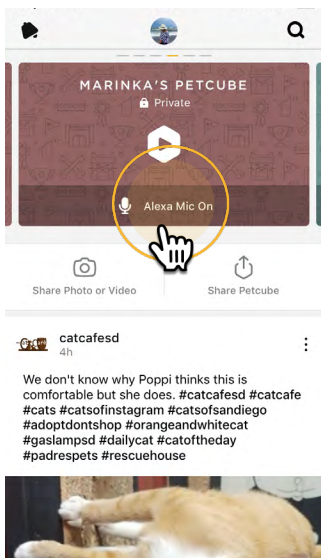 MARINKA'S PETCUBE
Private
Alexa Mic On
Share Photo or Video
Share Petcube
catcafesd
4h
We don't know why Poppi thinks this is
comfortable but she does. #catcafesd #catcafe
#cats #catsofinstagram #catsofsandiego
#adoptdontshop #orangeandwhitecat
#gaslampsd #dailycat #catoftheday
#padrespets #rescuehouse